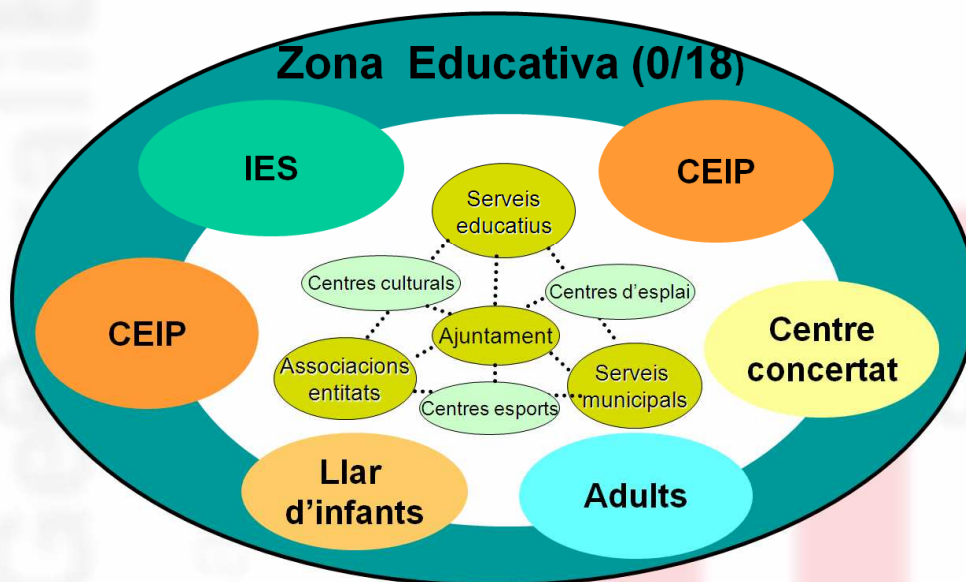 Zona Educativa (0/18)
IES
CEIP
Serveis
educatius
Centres culturals
Centres d'esplai
CEIP
Ajuntament
Centre
concertat
Associacions
entitats
Serveis
municipals
Centres esports
Llar
d'infants
Adults